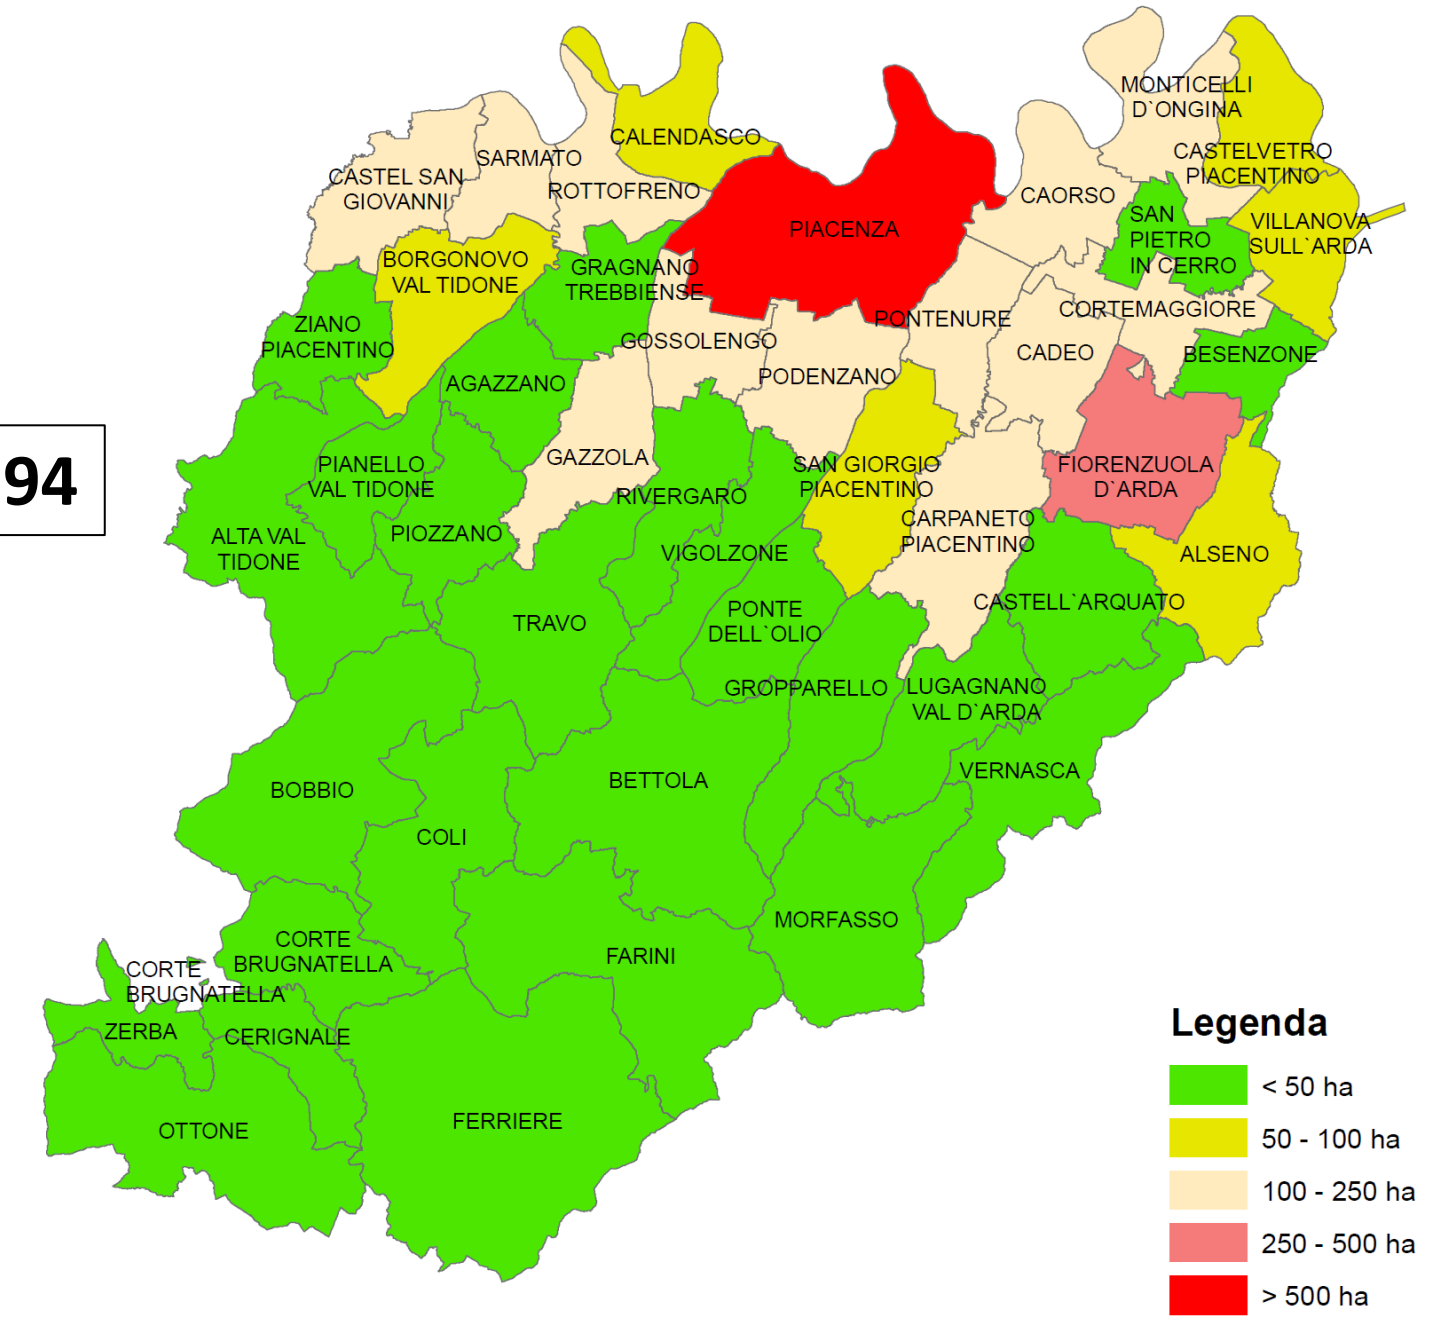 MONTICELLI
D`ONGINA
CALENDASCO
SARMATO
CASTELVETRO
PIACENTINO
CASTEL SAN
GIOVANNI
ROTTOFRENO
CAORSO
SAN
PIETRO
IN CERRO
VILLANOVA
SULL`ARDA
PIACENZA
BORGONOVO
VAL TIDONE
GRAGNANO
TREBBIENSE
CORTEMAGGIORE
ZIANO
PIACENTINO
PONTENURE
GOSSOLENGO
CADEO
BESENZONE
AGAZZANO
PODENZANO
94
PIANELLO
VAL TIDONE
GAZZOLA
SAN GIORGIO
PIACENTINO
FIORENZUOLA
D`ARDA
RIVERGARO
ALTA VAL
TIDONE
PIOZZANO
CARPANETO
PIACENTINO
VIGOLZONE
ALSENO
TRAVO
PONTE
DELL`OLIO
CASTELL`ARQUATO
GROPPARELLO
LUGAGNANO
VAL D`ARDA
BOBBIO
BETTOLA
VERNASCA
COLI
MORFASSO
CORTE
BRUGNATELLA
FARINI
CORTE
BRUGNATELLA
ZERBA
CERIGNALE
OTTONE
FERRIERE
Legenda
< 50 ha
50 - 100 ha
100 - 250 ha
250 - 500 ha
> 500 ha